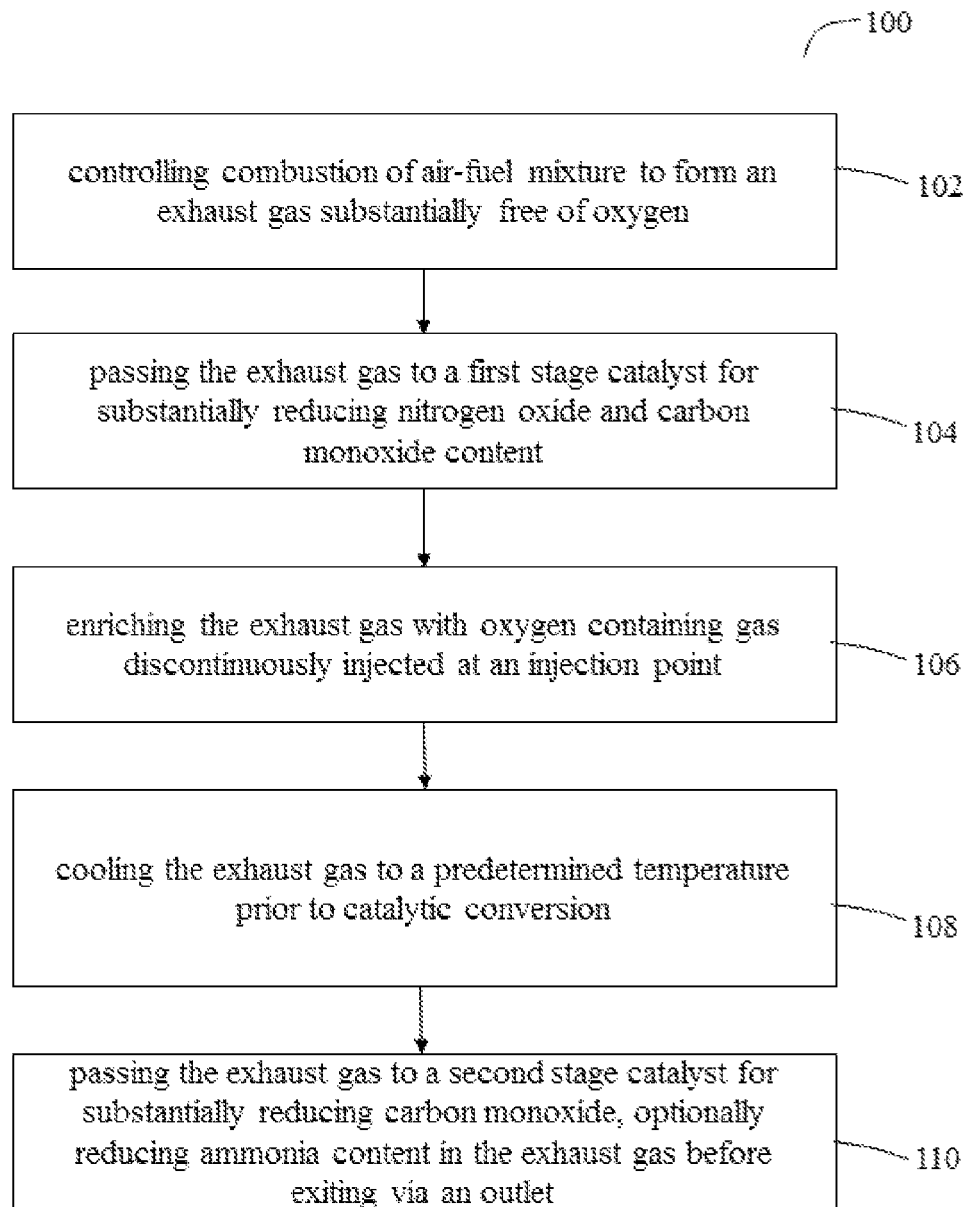 100
controlling combustion of air-fuel mixture to form an
exhaust gas substantially free of oxygen
102
passing the exhaust gas to a first stage catalyst for
substantially reducing nitrogen oxide and carbon
monoxide content
104
enriching the exhaust gas with oxygen containing gas
discontinuously injected at an injection point
106
cooling the exhaust gas to a predetermined temperature
prior to catalytic conversion
108
passing the exhaust gas to a second stage catalyst for
substantially reducing carbon monoxide, optionally
reducing ammonia content in the exhaust gas before
exiting via an outlet
110